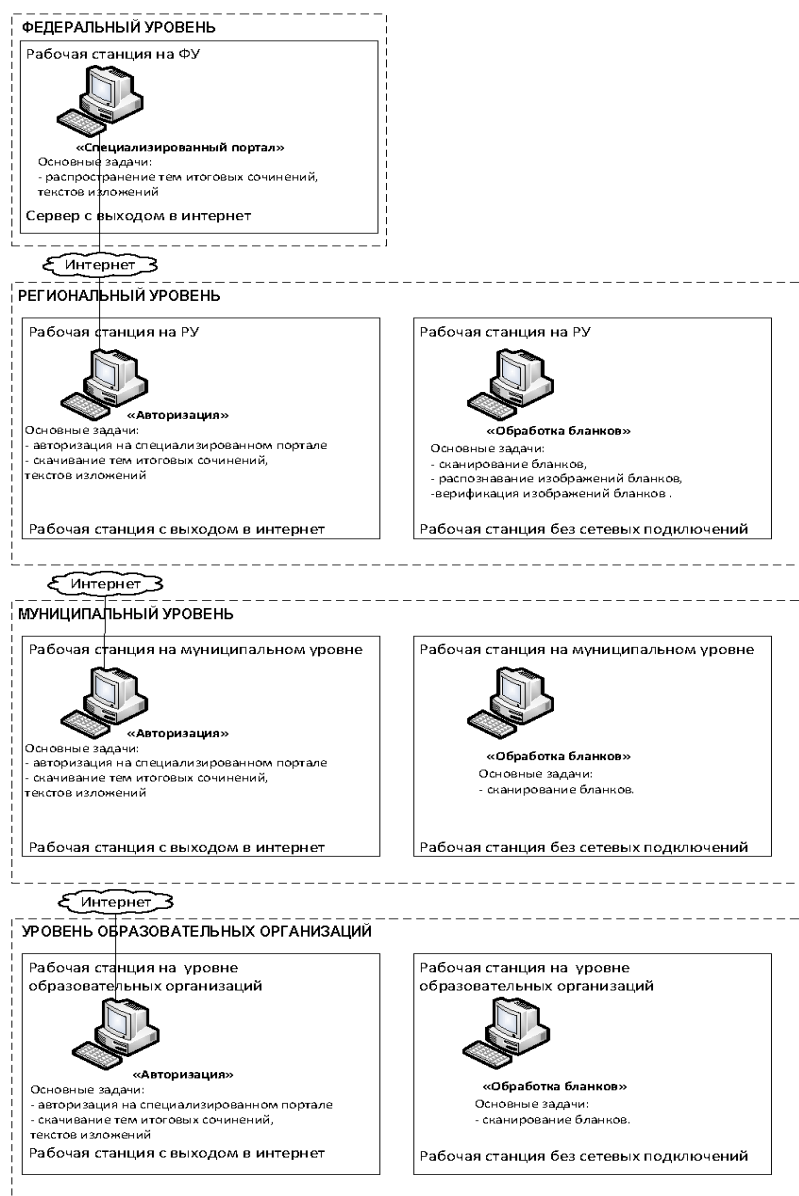 ФЕДЕРАЛЬНЫЙ УРОВЕНЬ
Рабочая станция на ФУ
«Специализированный портал»
Основные задачи:
- распространение тем итоговых сочинений,
текстов изложений
Сервер с выходом в интернет
Интернет
РЕГИОНАЛЬНЫЙ УРОВЕНЬ
Рабочая станция на РУ
«Авторизация»
Основные задачи:
- авторизация на специализированном портале
- скачивание тем итоговых сочинений,
текстов изложений
Рабочая станция с выходом в интернет
Рабочая станция на РУ
«Обработка бланков»
Основные задачи:
- сканирование бланков,
- распознавание изображений бланков,
-верификация изображений бланков .
Рабочая станция без сетевых подключений
Интернет
МУНИЦИПАЛЬНЫЙ УРОВЕНЬ
Рабочая станция на муниципальном уровне
«Авторизация»
Основные задачи:
- авторизация на специализированном портале
- скачивание тем итоговых сочинений,
текстов изложений
Рабочая станция с выходом в интернет
Рабочая станция на муниципальном уровне
«Обработка бланков»
Основные задачи:
- сканирование бланков.
Рабочая станция без сетевых подключений
Интернет
УРОВЕНЬ ОБРАЗОВАТЕЛЬНЫХ ОРГАНИЗАЦИЙ
Рабочая станция на уровне
образовательных организаций
«Авторизация»
Основные задачи:
- авторизация на специализированном портале
- скачивание тем итоговых сочинений,
текстов изложений
Рабочая станция с выходом в интернет
Рабочая станция на уровне
образовательных организаций
«Обработка бланков»
Основные задачи:
- сканирование бланков.
Рабочая станция без сетевых подключений